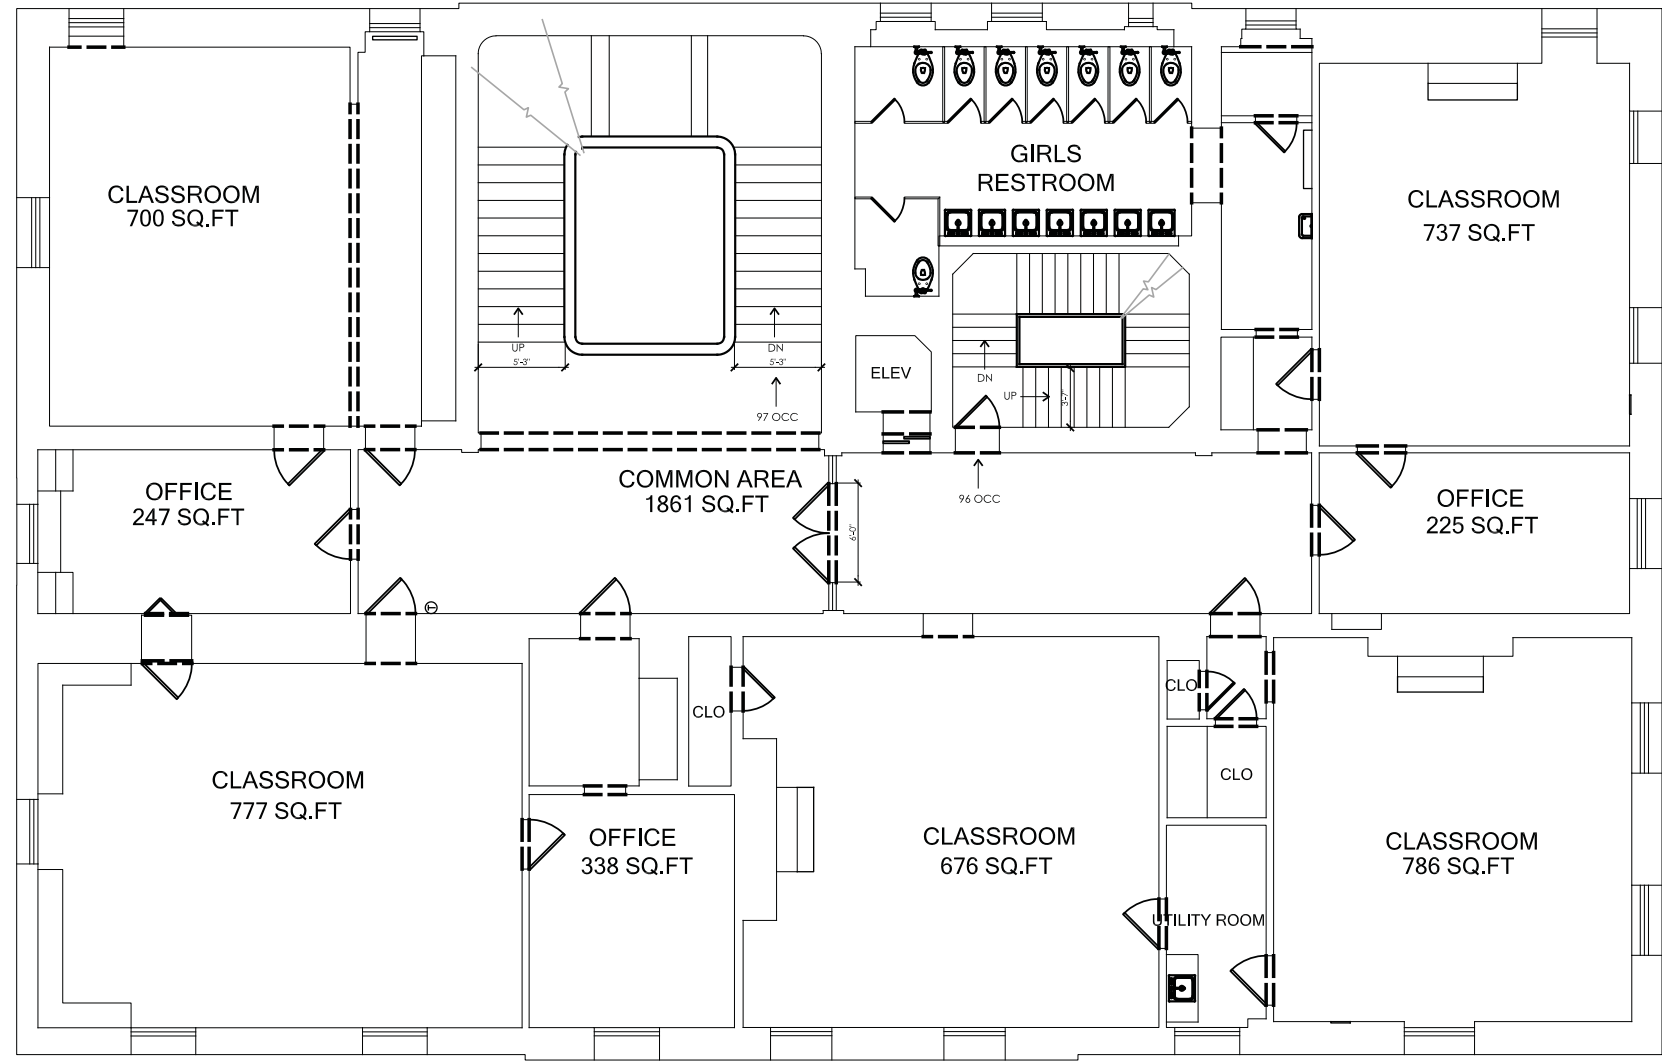 CLASSROOM
700 SQ.FT
GIRLS
RESTROOM
CLASSROOM
737 SQ.FT
UP
5'-3"
DN
5'-3"
97 OCC
ELEV
DN
UP
3'-7"
OFFICE
247 SQ.FT
COMMON AREA
1861 SQ.FT
6'-0"
96 OCC
OFFICE
225 SQ.FT
T
CLASSROOM
777 SQ.FT
OFFICE
338 SQ.FT
CLO
CLASSROOM
676 SQ.FT
CLO
CLO
UTILITY ROOM
CLASSROOM
786 SQ.FT